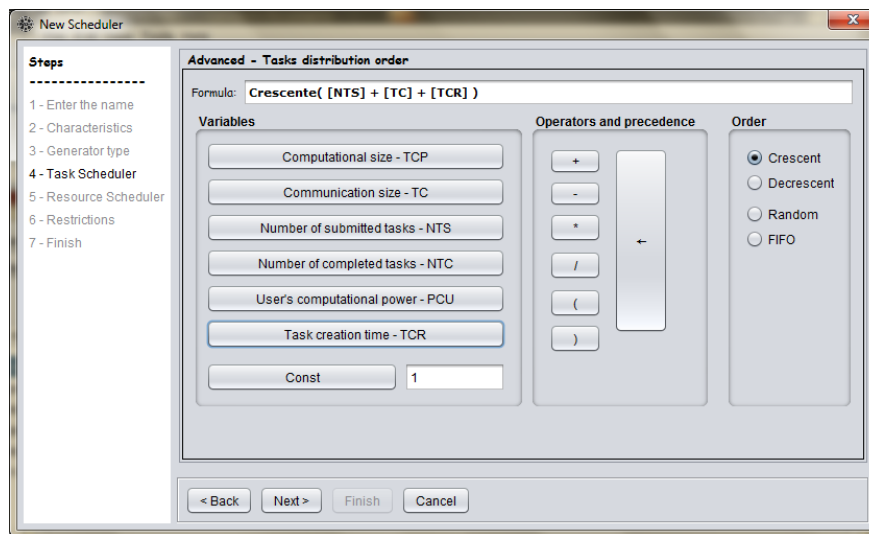 New Scheduler
x
Steps
----------------
1 - Enter the name
2 - Characteristics
3 - Generator type
4 - Task Scheduler
5 - Resource Scheduler
6 - Restrictions
7 - Finish
Advanced - Tasks distribution order
Formula: Crescente( [NTS] + [TC] + [TCR] )
Variables
Computational size - TCP
Communication size - TC
Number of submitted tasks - NTS
Number of completed tasks - NTC
User's computational power - PCU
Task creation time - TCR
Const 1
Operators and precedence
+
-
*
/
(
)
←
Order
Crescent
Decrescent
Random
FIFO
< Back Next > Finish Cancel